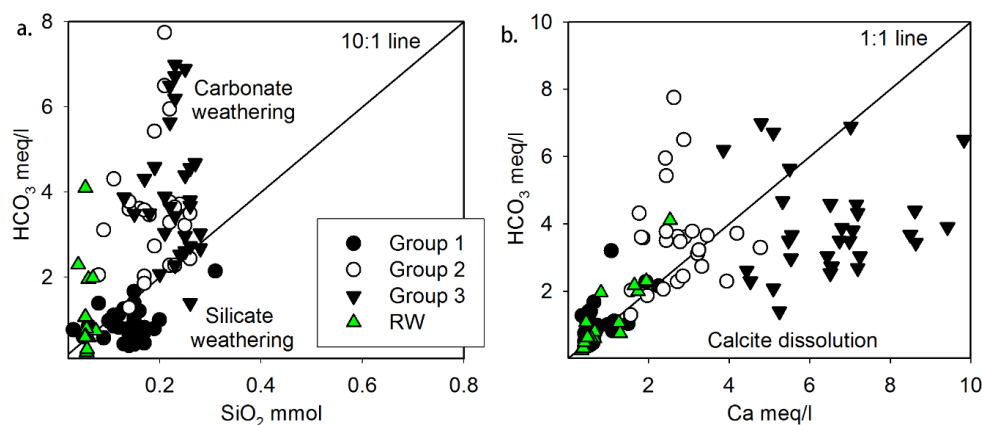 a.
8
6
4
2
HCO3 meq/l
10:1 line
Carbonate
weathering
Silicate
weathering
0.2
0.4
0.6
0.8
SiO2 mmol
Group 1
Group 2
Group 3
RW
b.
10
8
6
4
2
HCO3 meq/l
1:1 line
Calcite dissolution
2
4
6
8
10
Ca meq/l